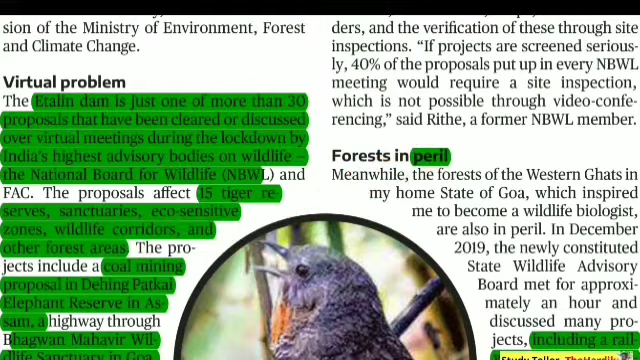 sion of the Ministry of Environment, Forest
and Climate Change.
Virtual problem
The Etalin dam is just one of more than 30
proposals that have been cleared or discussed
over virtual meetings during the lockdown by
India's highest advisory bodies on wildlife –
the National Board for Wildlife (NBWL) and
FAC. The proposals affect 15 tiger re-
serves, sanctuaries, eco-sensitive
zones, wildlife corridors, and
other forest areas. The pro-
jects include a coal mining
proposal in Dehing Patkai
Elephant Reserve in As-
sam, a highway through
Bhagwan Mahavir Wil-
dlife Sanctuary in Goa
ders, and the verification of these through site
inspections. “If projects are screened serious-
ly, 40% of the proposals put up in every NBWL
meeting would require a site inspection,
which is not possible through video-confe-
rencing,” said Rithe, a former NBWL member.
Forests in peril
Meanwhile, the forests of the Western Ghats in
my home State of Goa, which inspired
me to become a wildlife biologist,
are also in peril. In December
2019, the newly constituted
State Wildlife Advisory
Board met for approxi-
mately an hour and
discussed many pro-
jects, including a rail
Study Teller